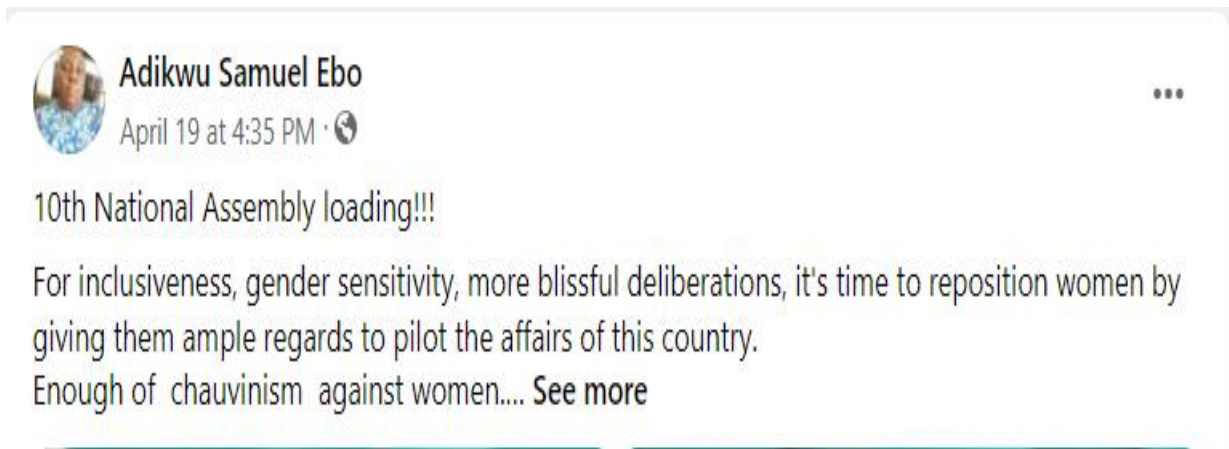 Adikwu Samuel Ebo
April 19 at 4:35 PM ·
10th National Assembly loading!!!
For inclusiveness, gender sensitivity, more blissful deliberations, it's time to reposition women by
giving them ample regards to pilot the affairs of this country.
Enough of chauvinism against women.... See more